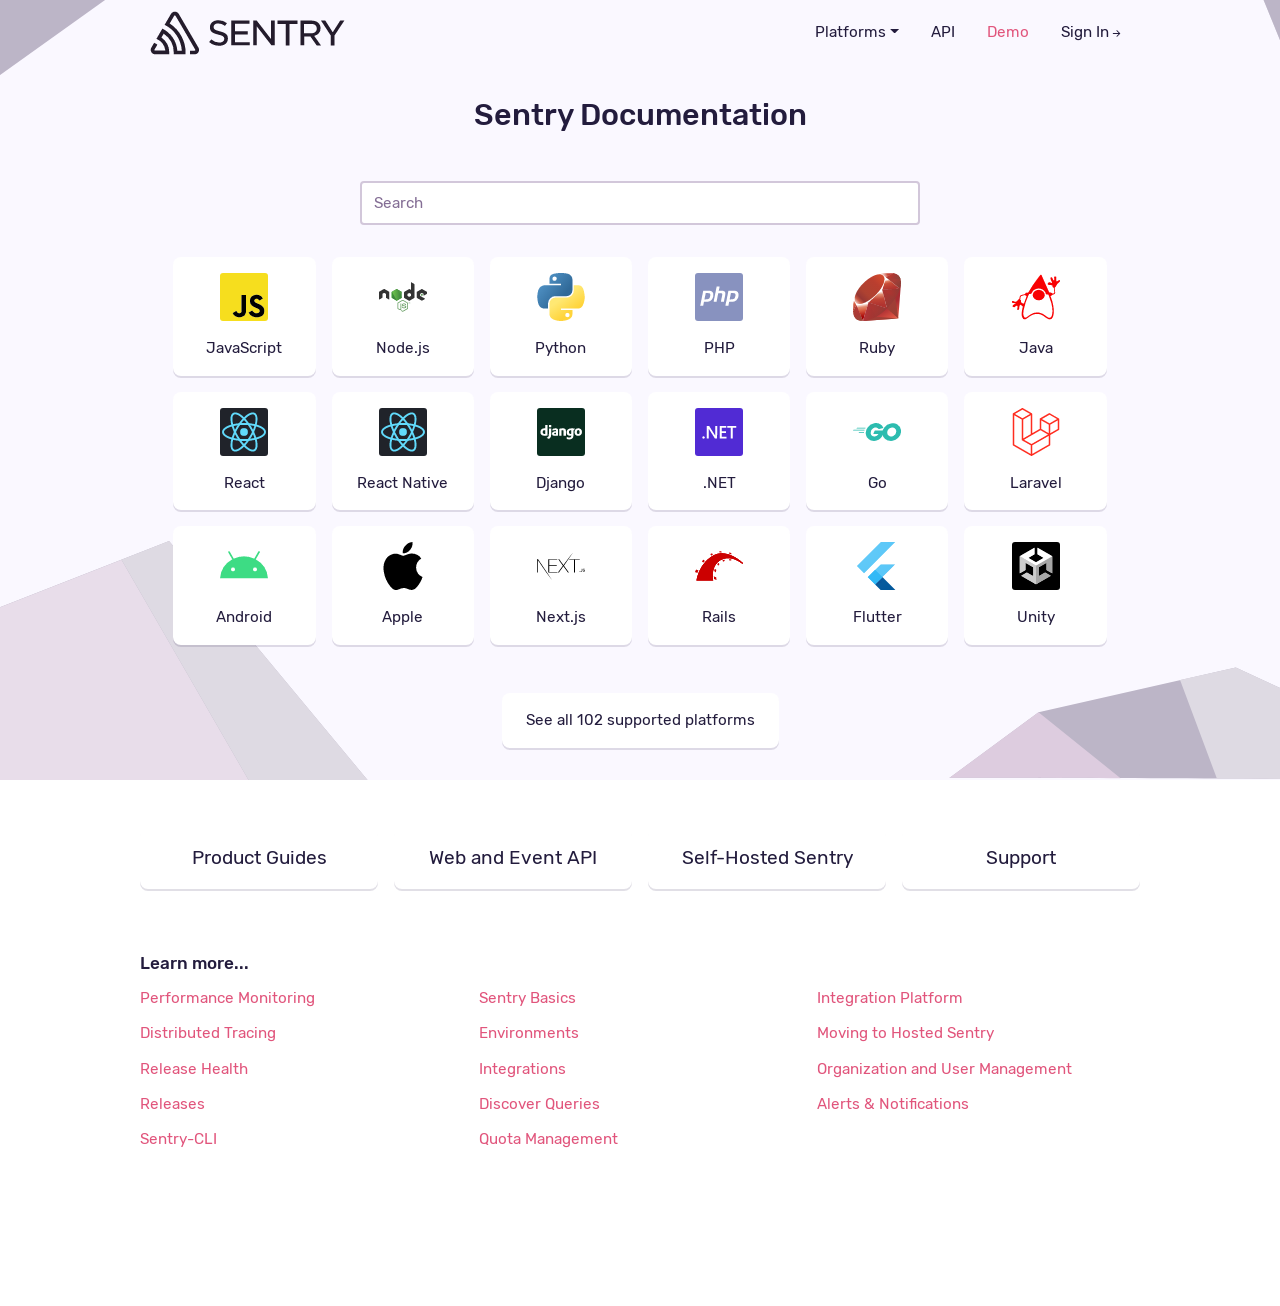 SENTRY
Platforms API Demo Sign In →
Sentry Documentation
Search
JS node JS php
JavaScript Node.js Python PHP Ruby Java
django .NET GO
React React Native Django .NET Go Laravel
NEXT.JS
Android Apple Next.js Rails Flutter Unity
See all 102 supported platforms
Product Guides Web and Event API Self-Hosted Sentry Support
Learn more...
Performance Monitoring Sentry Basics Integration Platform
Distributed Tracing Environments Moving to Hosted Sentry
Release Health Integrations Organization and User Management
Releases Discover Queries Alerts & Notifications
Sentry-CLI Quota Management